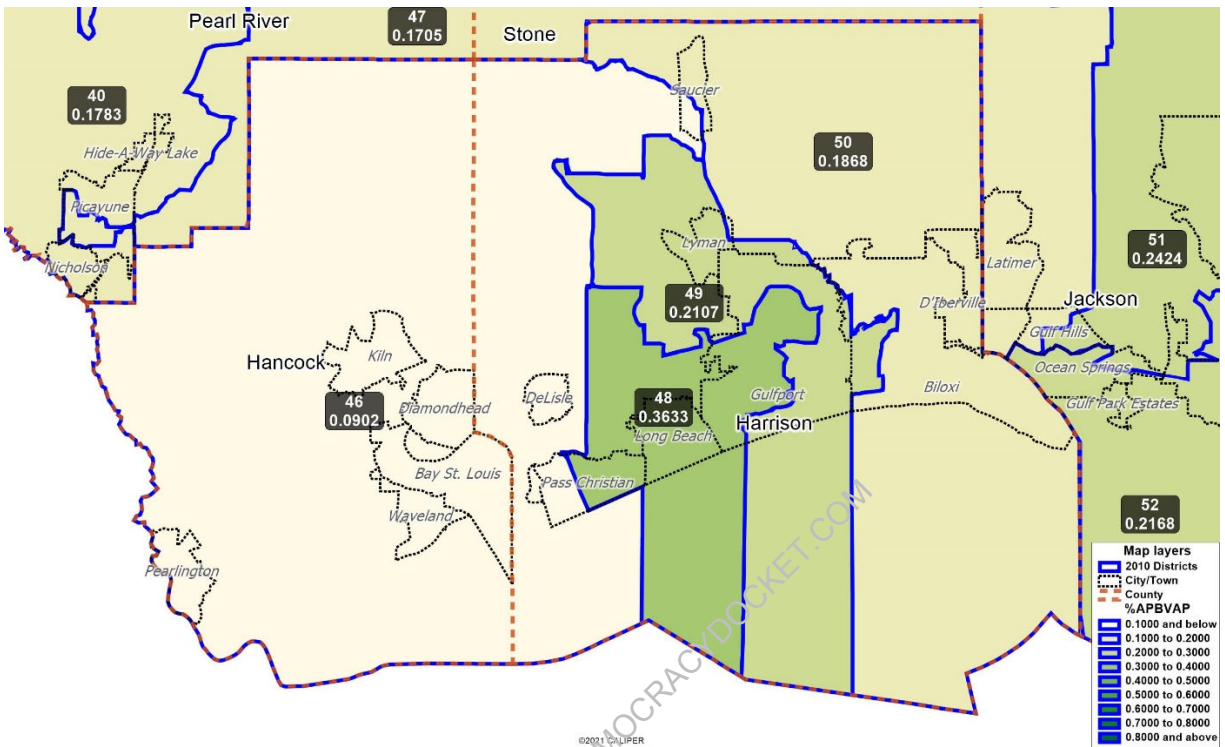 Pearl River
47
0.1705
Stone
40
0.1783
Saucier
50
0.1868
Hide-A-Way Lake
Picayune
51
0.2424
Lyman
Nicholson
Latimer
49
0.2107
D'Iberville
Jackson
Gulf Hills
Kiln
Hancock
Ocean Springs
DeLisle
Gulfport
Biloxi
46
0.0902
Diamondhead
48
0.3633
Gulf Park Estates
Harrison
Long Beach
Bay St. Louis
Pass Christian
Waveland
52
0.2168
Pearlington
MOCRACYDOCKET.COM
Map layers
2010 Districts
City/Town
County
%APBVAP
0.1000 and below
0.1000 to 0.2000
0.2000 to 0.3000
0.3000 to 0.4000
0.4000 to 0.5000
0.5000 to 0.6000
0.6000 to 0.7000
0.7000 to 0.8000
0.8000 and above
©2021 CALIPER